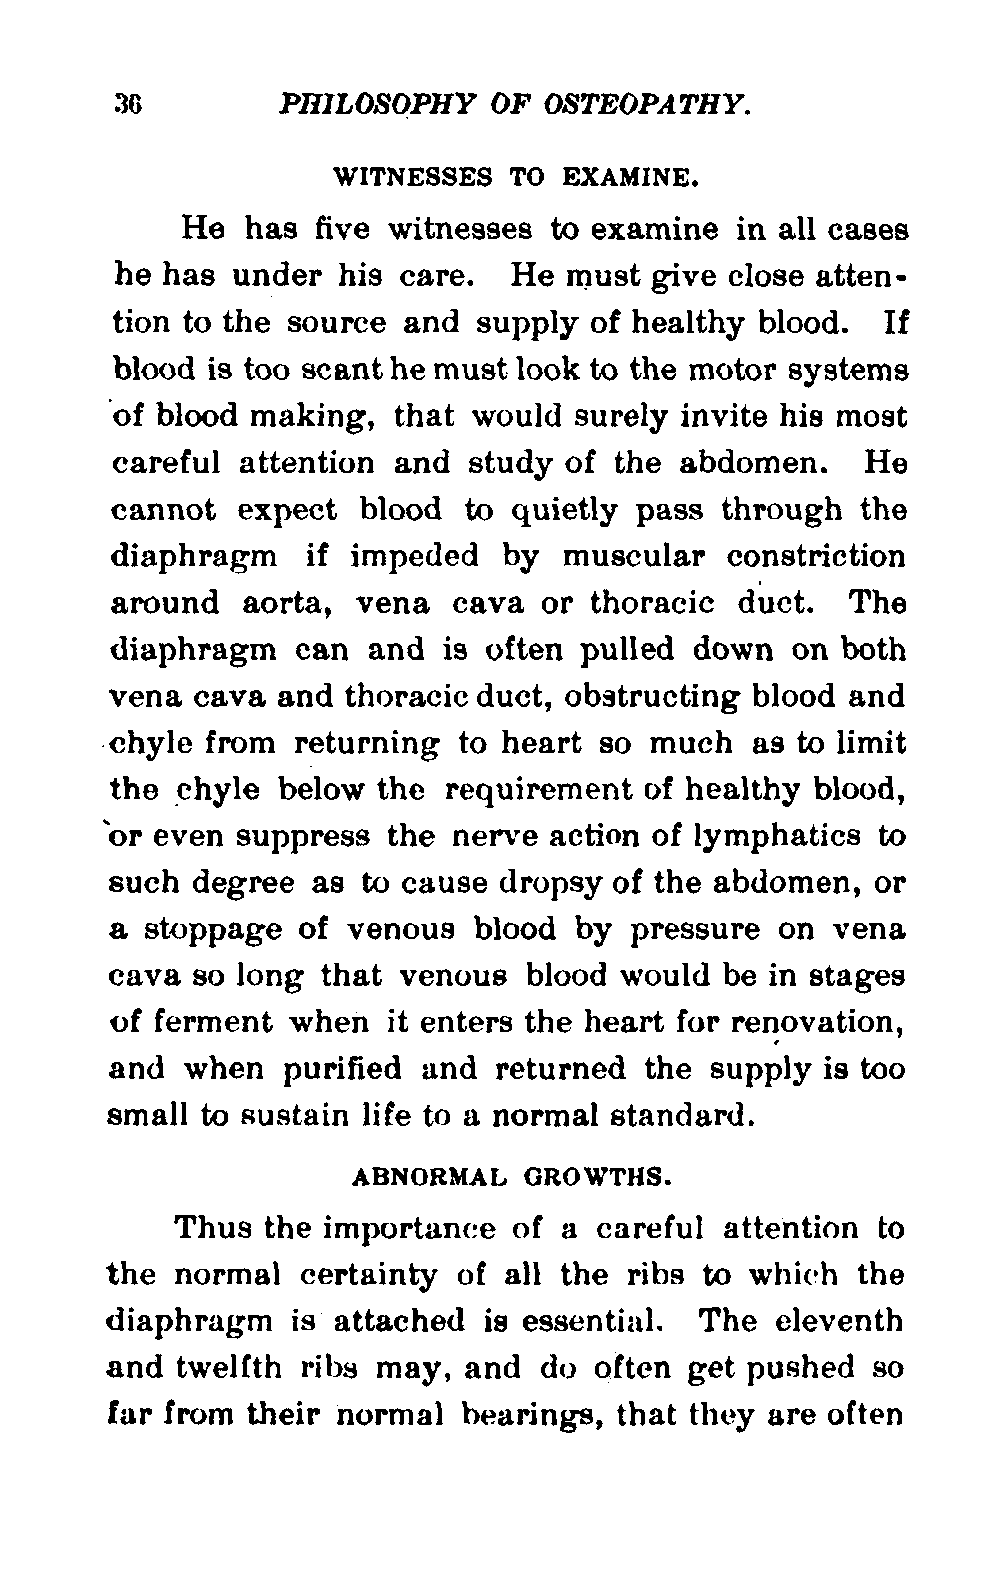 36 PHILOSOPHY OF OSTEOPATHY.
WITNESSES TO EXAMINE.
He has five witnesses to examine in all cases
he has under his care. He must give close atten-
tion to the source and supply of healthy blood. If
blood is too scant he must look to the motor systems
of blood making, that would surely invite his most
careful attention and study of the abdomen. He
cannot expect blood to quietly pass through the
diaphragm if impeded by muscular constriction
around aorta, vena cava or thoracic duct. The
diaphragm can and is often pulled down on both
vena cava and thoracic duct, obstructing blood and
chyle from returning to heart so much as to limit
the chyle below the requirement of healthy blood,
or even suppress the nerve action of lymphatics to
such degree as to cause dropsy of the abdomen, or
a stoppage of venous blood by pressure on vena
cava so long that venous blood would be in stages
of ferment when it enters the heart for renovation,
and when purified and returned the supply is too
small to sustain life to a normal standard.
ABNORMAL GROWTHS.
Thus the importance of a careful attention to
the normal certainty of all the ribs to which the
diaphragm is attached is essential. The eleventh
and twelfth ribs may, and do often get pushed so
far from their normal bearings, that they are often